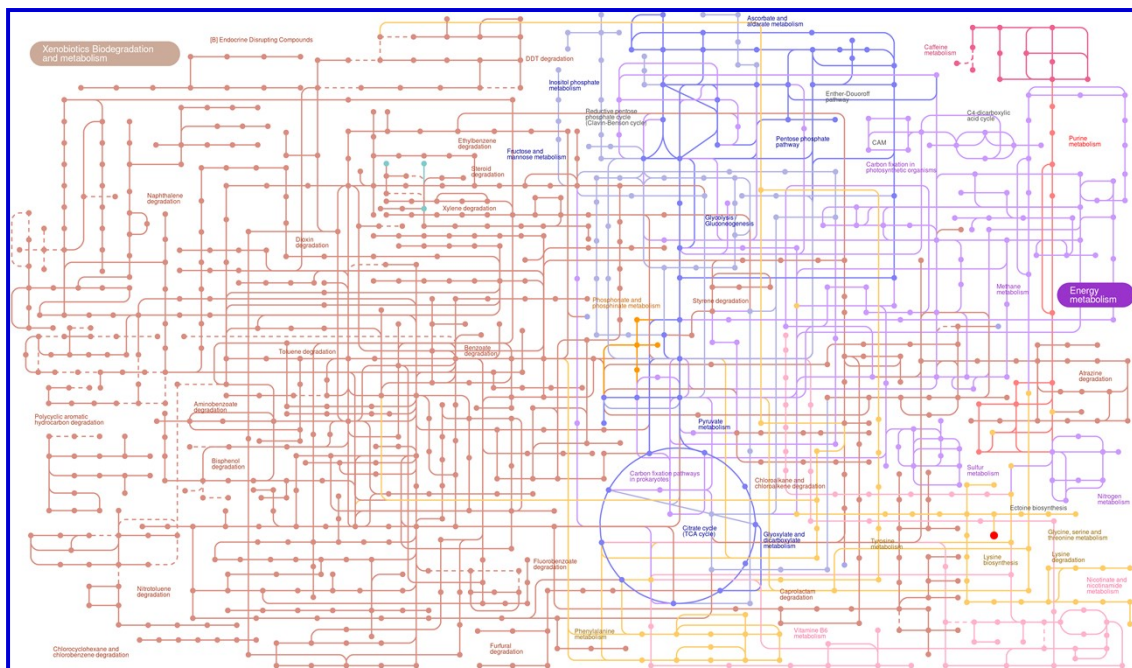 Ascorbate and
aldarate metabolism
[B] Endocrine Disrupting Compounds
Xenobiotics Biodegradation
and metabolism
Caffeine
metabolism
DDT degradation
Inositol phosphate
metabolism
Enther-Douoroff
pathway
Reductive pentose
phosphate cycle
(Clavin-Benson cycle)
C4-dicarboxylic
acid cycle
Ethylbenzene
degradation
Pentose phosphate
pathway
CAM
Purine
metabolism
Fructose and
mannose metabolism
Carbon fixation in
photosynthetic organisms
Steroid
degradation
Naphthalene
degradation
Xylene degradation
Glycolysis
Gluconeogenesis
Dioxin
degradation
Methane
metabolism
Energy
metabolism
Phosphonate and
phosphinate metabolism
Styrene degradation
Toluene degradation
Benzoate
degradation
Atrazine
degradation
Aminobenzoate
degradation
Polycyclic aromatic
hydrocarbon degradation
Pyruvate
metabolism
Bisphenol
degradation
Carbon fixation pathways
in prokaryotes
Sulfur
metabolism
Chloroalkane and
chloroalkene degradation
Nitrogen
metabolism
Ectoine biosynthesis
Citrate cycle
(TCA cycle)
Glyoxylate and
dicarboxylate
metabolism
Tyrosine
metabolism
Glycine, serine and
threonine metabolism
Lysine
biosynthesis
Lysine
degradation
Fluorobenzoate
degradation
Nicotinate and
nicotinamide
metabolism
Nitrotoluene
degradation
Caprolactam
degradation
Phenylalanine
metabolism
Vitamine B6
metabolism
Furfural
degradation
Chlorocyclohexane and
chlorobenzene degradation